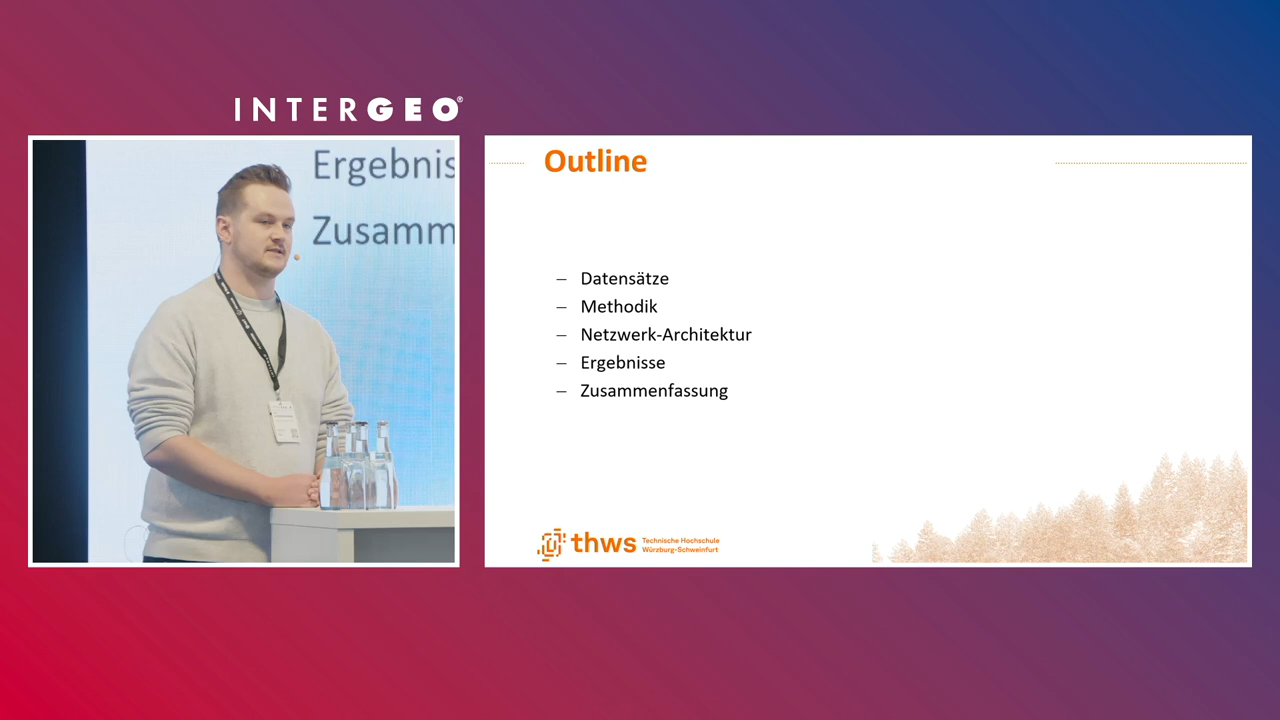 INTERGEO®
Ergebnis
Zusamm
Outline
– Datensätze
– Methodik
– Netzwerk-Architektur
– Ergebnisse
– Zusammenfassung
thws Technische Hochschule
Würzburg-Schweinfurt